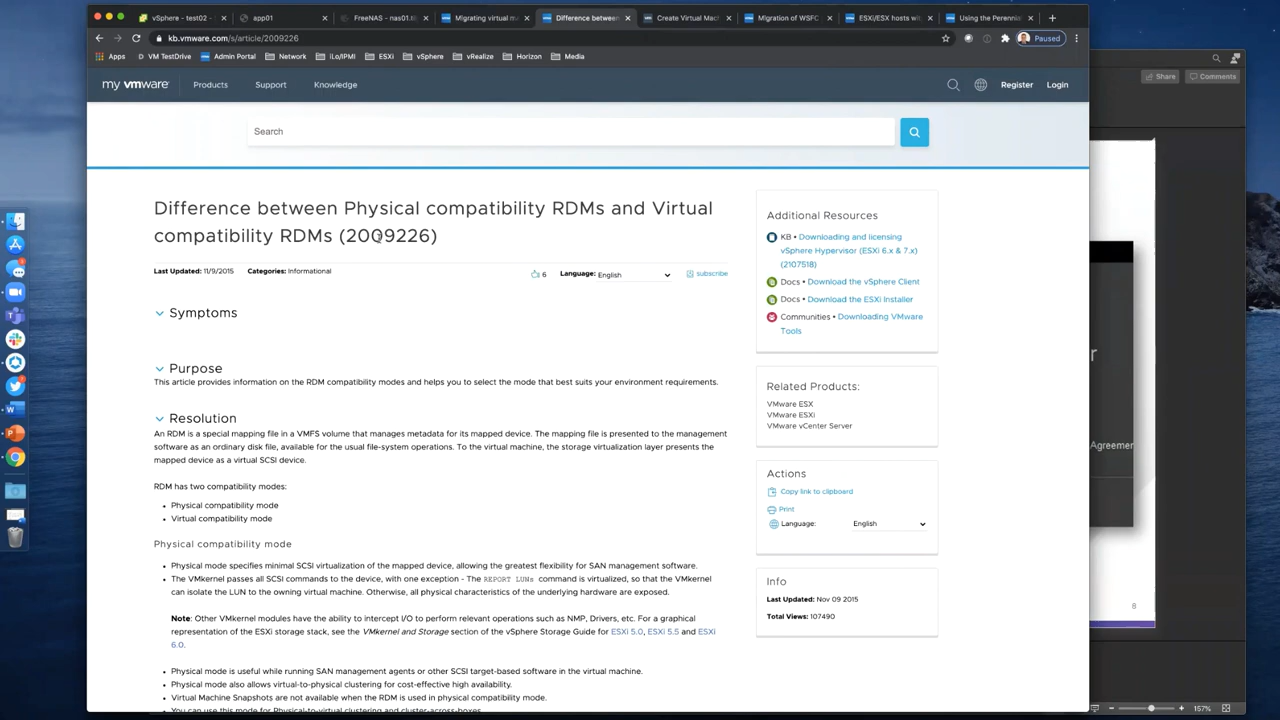 vSphere - test02 -
app01
FreeNAS - nas01.tl
Migrating virtual m
Difference between
Create Virtual Mac
Migration of WSFC
ESXi/ESX hosts wit
Using the Perenni
kb.vmware.com/s/article/2009226
Paused
Apps
VM TestDrive
Admin Portal
Network
iLo/IPMI
ESXi
vSphere
vRealize
Horizon
Media
Share
Comments
my vmware
Products
Support
Knowledge
Register
Login
Search
Difference between Physical compatibility RDMs and Virtual
compatibility RDMs (2009226)
Last Updated: 11/9/2015 Categories: Informational
6
Language: English
subscribe
Symptoms
Purpose
This article provides information on the RDM compatibility modes and helps you to select the mode that best suits your environment requirements.
Resolution
An RDM is a special mapping file in a VMFS volume that manages metadata for its mapped device. The mapping file is presented to the management
software as an ordinary disk file, available for the usual file-system operations. To the virtual machine, the storage virtualization layer presents the
mapped device as a virtual SCSI device.
RDM has two compatibility modes:
• Physical compatibility mode
• Virtual compatibility mode
Physical compatibility mode
• Physical mode specifies minimal SCSI virtualization of the mapped device, allowing the greatest flexibility for SAN management software.
• The VMkernel passes all SCSI commands to the device, with one exception - The REPORT LUNs command is virtualized, so that the VMkernel
can isolate the LUN to the owning virtual machine. Otherwise, all physical characteristics of the underlying hardware are exposed.
Note: Other VMkernel modules have the ability to intercept I/O to perform relevant operations such as NMP, Drivers, etc. For a graphical
representation of the ESXi storage stack, see the VMkernel and Storage section of the vSphere Storage Guide for ESXi 5.0, ESXi 5.5 and ESXi
6.0.
• Physical mode is useful while running SAN management agents or other SCSI target-based software in the virtual machine.
• Physical mode also allows virtual-to-physical clustering for cost-effective high availability.
• Virtual Machine Snapshots are not available when the RDM is used in physical compatibility mode.
• You can use this mode for Physical-to-virtual clustering and cluster-across-boxes.
Additional Resources
KB • Downloading and licensing
vSphere Hypervisor (ESXi 6.x & 7.x)
(2107518)
Docs • Download the vSphere Client
Docs • Download the ESXi Installer
Communities • Downloading VMware
Tools
Related Products:
VMware ESX
VMware ESXi
VMware vCenter Server
Actions
Copy link to clipboard
Print
Language: English
Info
Last Updated: Nov 09 2015
Total Views: 107490
r
Agreemer
8
157%